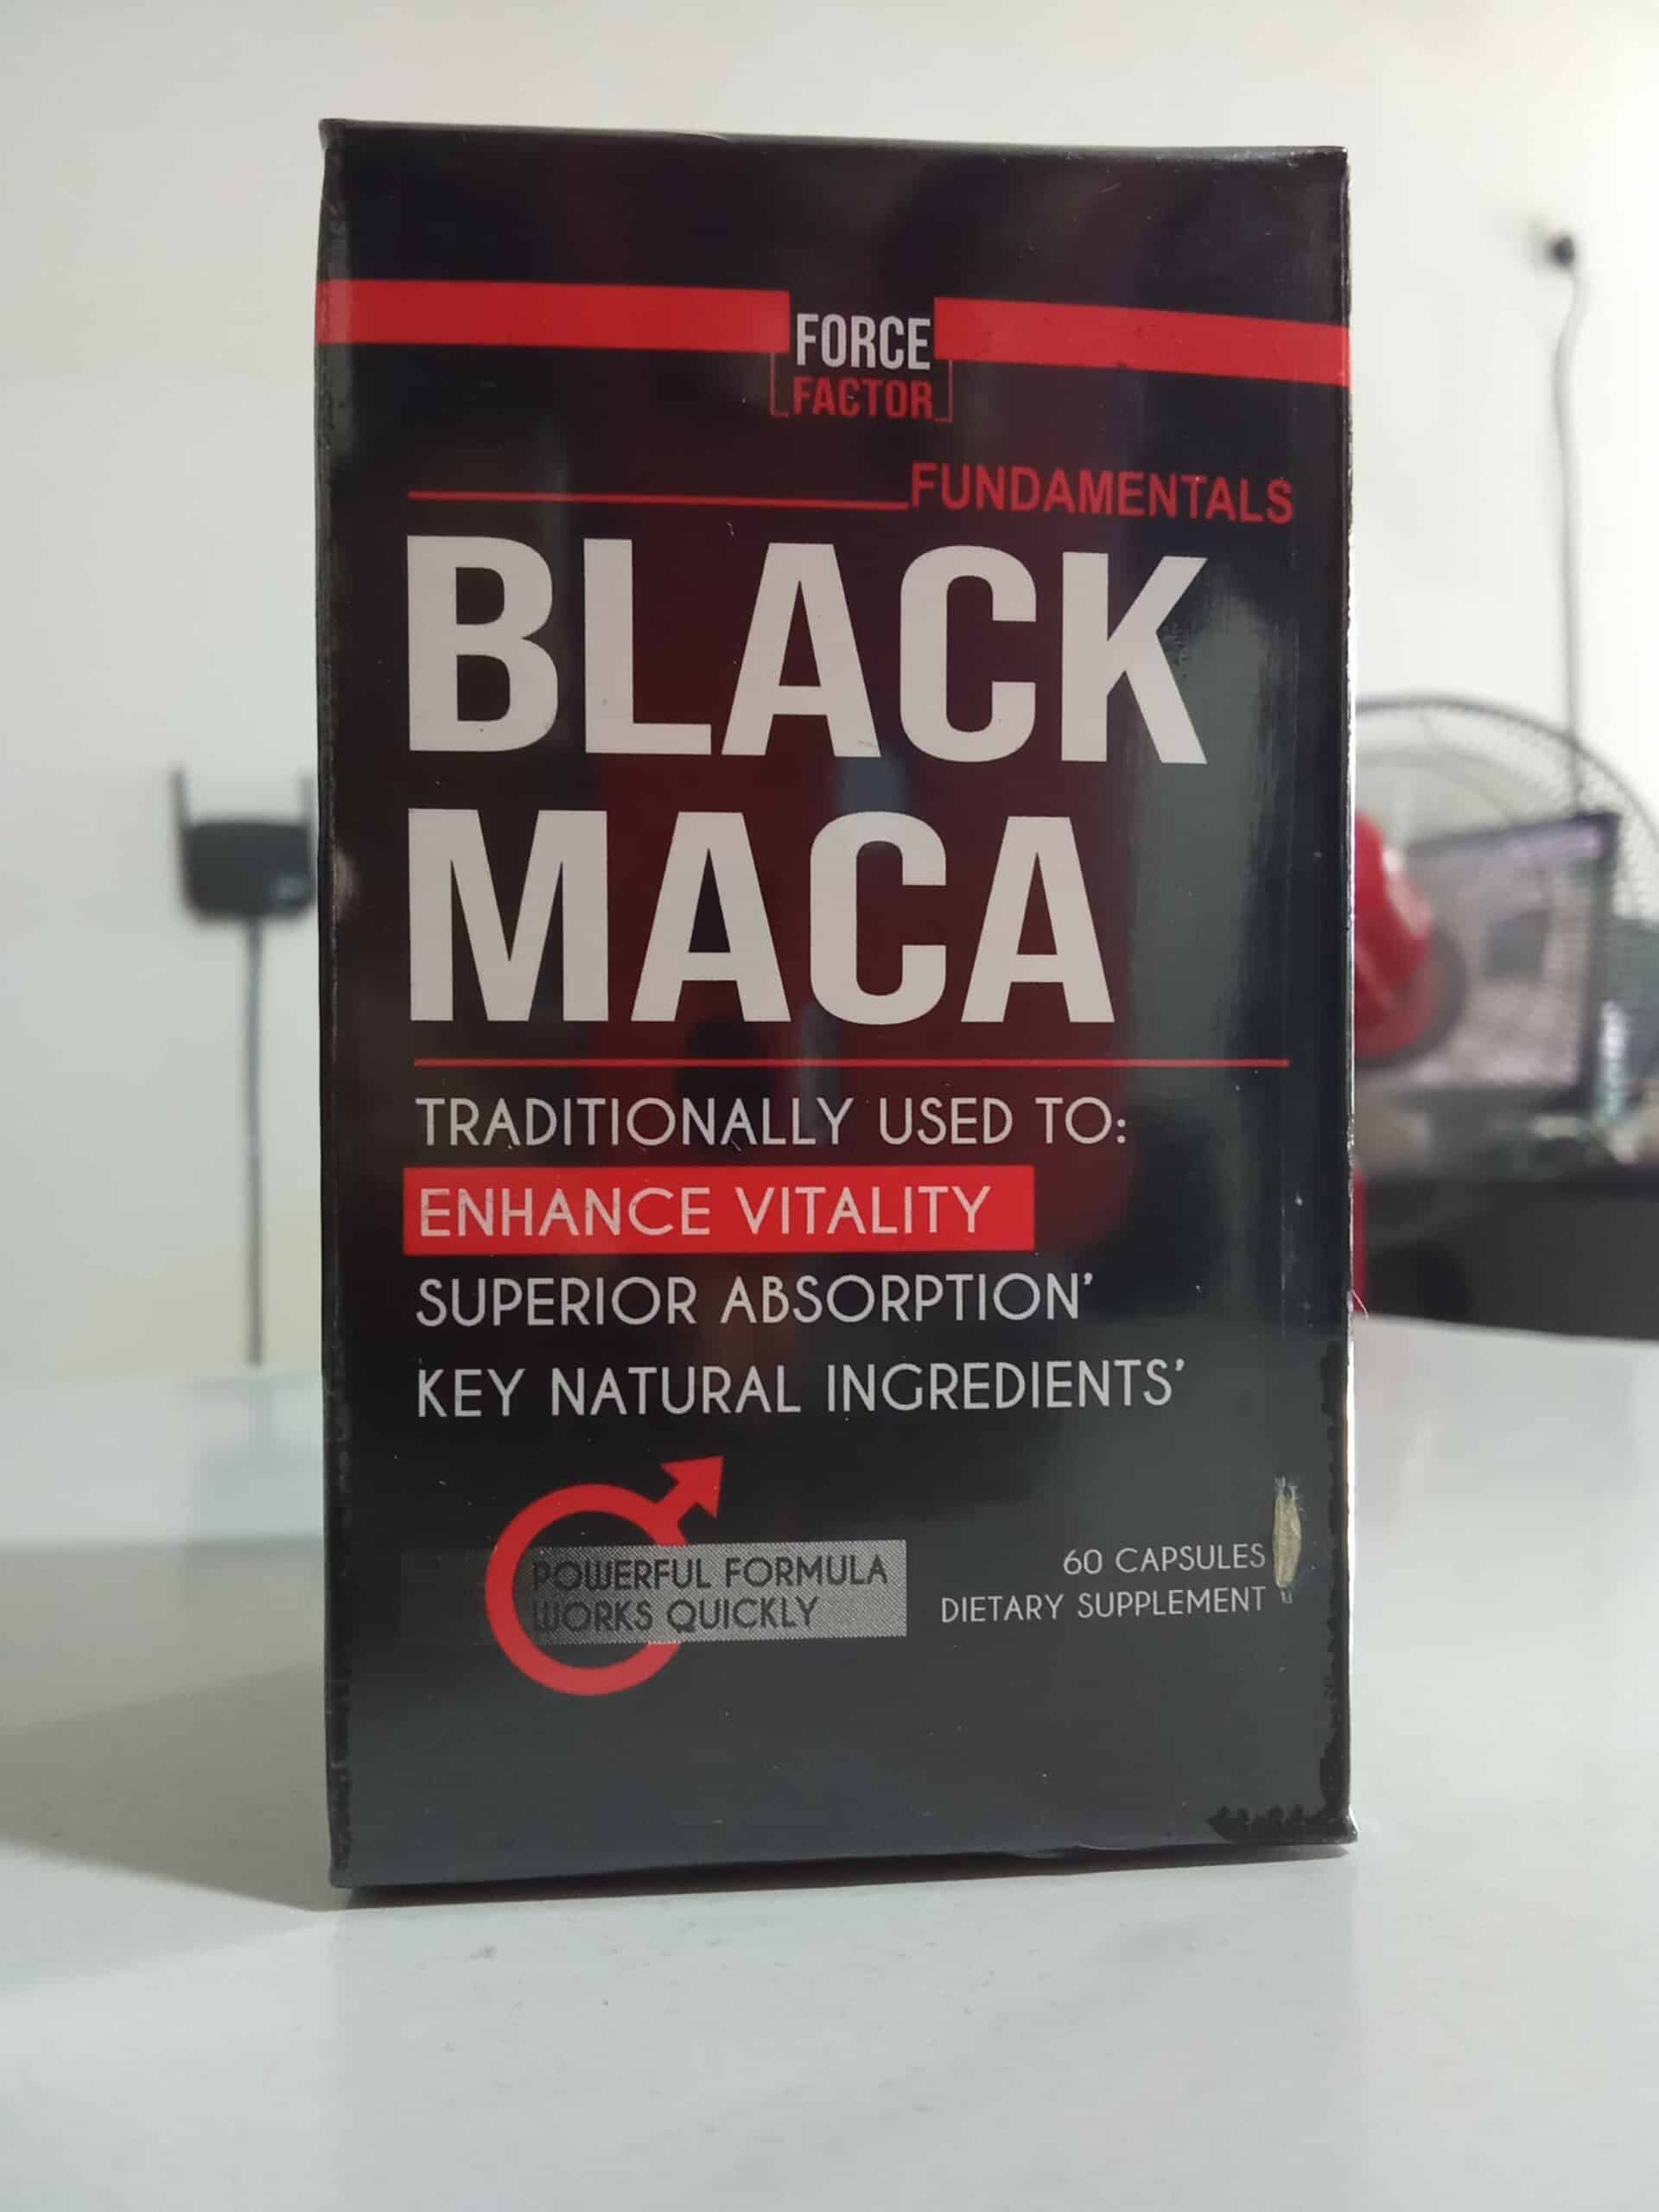 FORCE
FACTOR
FUNDAMENTALS
BLACK
MACA
TRADITIONALLY USED TO:
ENHANCE VITALITY
SUPERIOR ABSORPTION'
KEY NATURAL INGREDIENTS'
POWERFUL FORMULA
WORKS QUICKLY
60 CAPSULES
DIETARY SUPPLEMENT